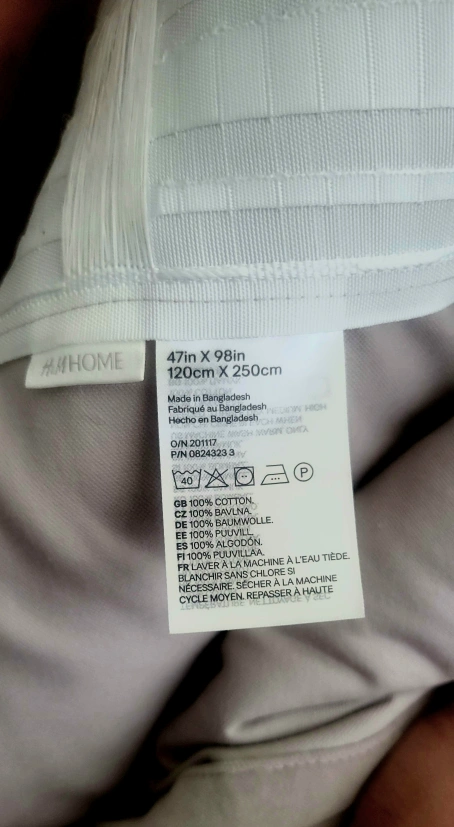 H&M HOME
47in X 98in
120cm X 250cm
Made in Bangladesh
Fabriqué au Bangladesh
Hecho en Bangladesh
O/N 201117
P/N 0824323 3
40 P
GB 100% COTTON.
CZ 100% BAVLNA.
DE 100% BAUMWOLLE.
EE 100% PUUVILL.
ES 100% ALGODÓN.
FI 100% PUUVILLAA.
FR LAVER À LA MACHINE À L'EAU TIÈDE.
BLANCHIR SANS CHLORE SI
NÉCESSAIRE. SÉCHER À LA MACHINE
CYCLE MOYEN. REPASSER À HAUTE